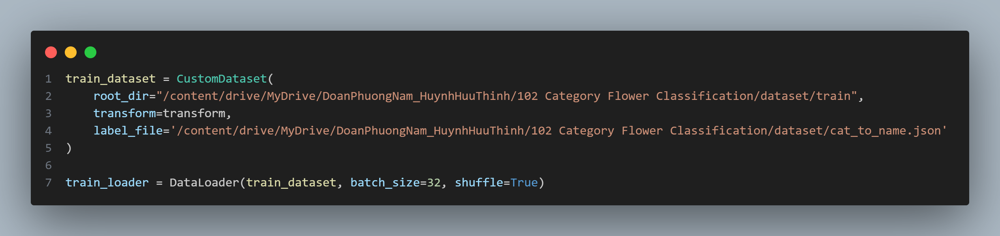 1 train_dataset = CustomDataset(
2     root_dir="/content/drive/MyDrive/DoanPhuongNam_HuynhHuuThinh/102 Category Flower Classification/dataset/train",
3     transform=transform,
4     label_file='/content/drive/MyDrive/DoanPhuongNam_HuynhHuuThinh/102 Category Flower Classification/dataset/cat_to_name.json'
5 )
6
7 train_loader = DataLoader(train_dataset, batch_size=32, shuffle=True)